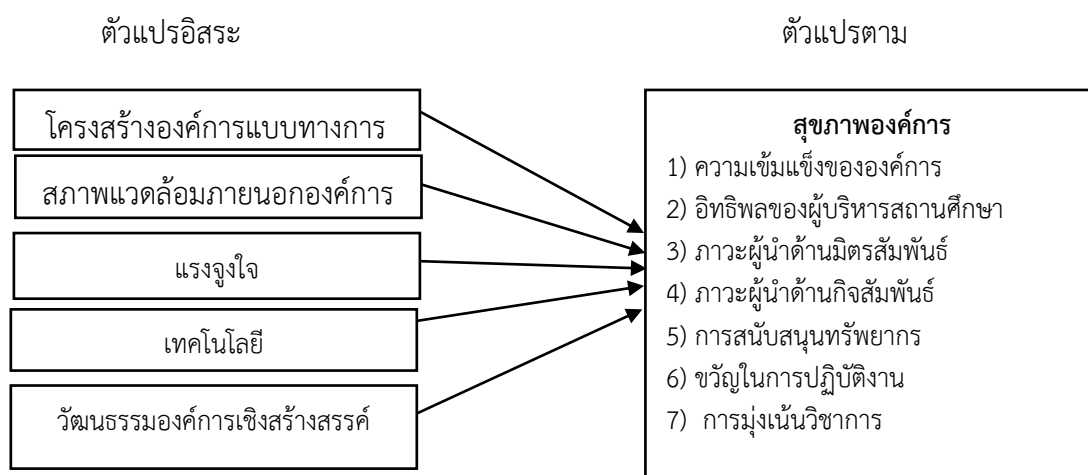 ตัวแปรอิสระ
ตัวแปรตาม
โครงสร้างองค์การแบบทางการ
สภาพแวดล้อมภายนอกองค์การ
แรงจูงใจ
เทคโนโลยี
วัฒนธรรมองค์การเชิงสร้างสรรค์
สุขภาพองค์การ
1) ความเข้มแข็งขององค์การ
2) อิทธิพลของผู้บริหารสถานศึกษา
3) ภาวะผู้นำด้านมิตรสัมพันธ์
4) ภาวะผู้นำด้านกิจสัมพันธ์
5) การสนับสนุนทรัพยากร
6) ขวัญในการปฏิบัติงาน
7) การมุ่งเน้นวิชาการ